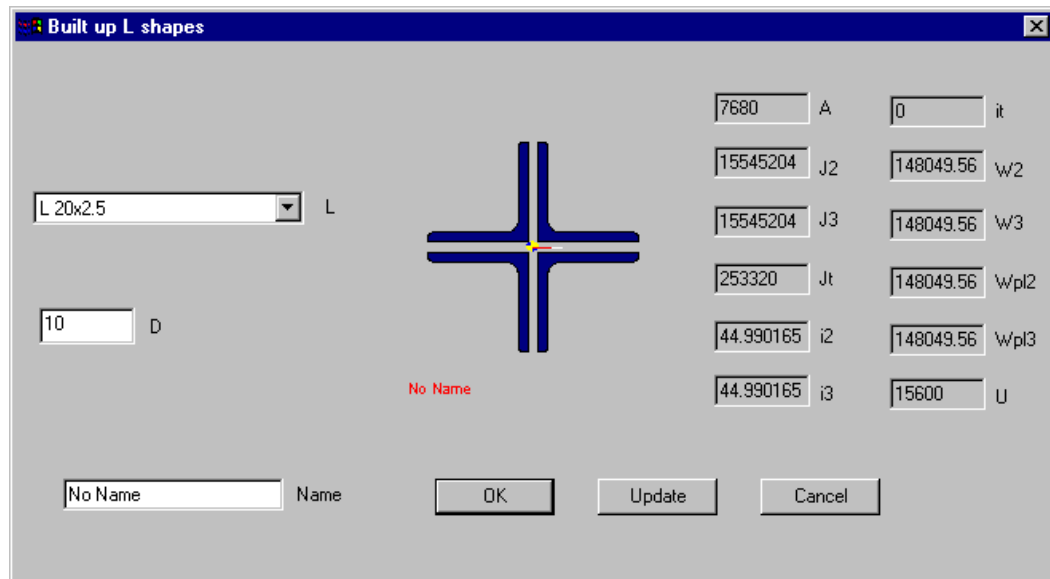 Built up L shapes
7680 A 0 it
15545204 J2 148049.56 W2
L 20x2.5 L
15545204 J3 148049.56 W3
253320 Jt 148049.56 Wpl2
10 D
44.990165 i2 148049.56 Wpl3
No Name
44.990165 i3 15600 U
No Name Name OK Update Cancel